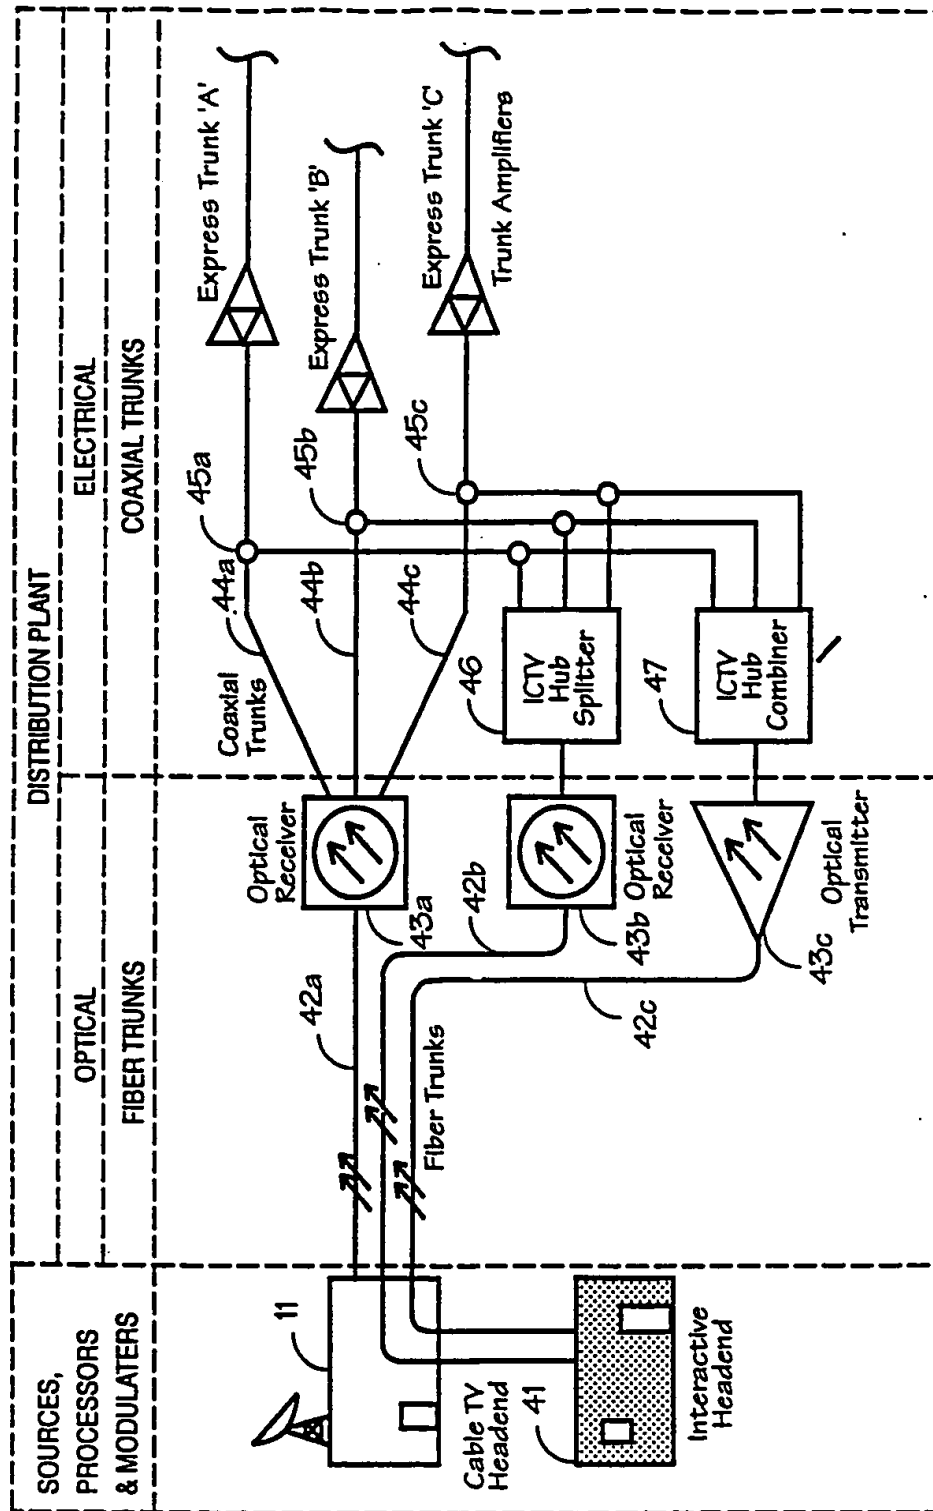 DISTRIBUTION PLANT
SOURCES,
PROCESSORS
& MODULATERS
OPTICAL
ELECTRICAL
FIBER TRUNKS
COAXIAL TRUNKS
11
Cable TV
Headend
41
Interactive
Headend
42a
Fiber Trunks
42b
42c
Optical
Receiver
43a
Optical
Receiver
43b
Optical
Transmitter
43c
Coaxial
Trunks
44a
44b
44c
45a
45b
45c
46
ICTV
Hub
Splitter
47
ICTV
Hub
Combiner
Express Trunk 'A'
Express Trunk 'B'
Express Trunk 'C'
Trunk Amplifiers